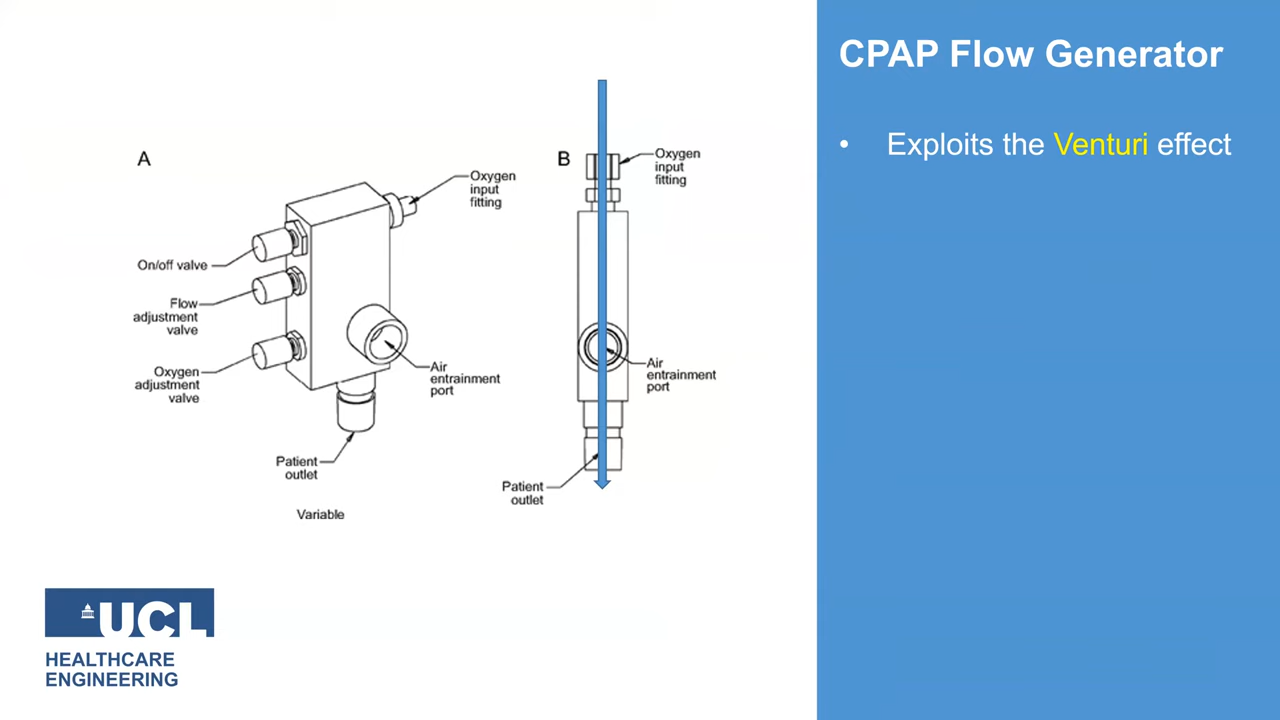 CPAP Flow Generator
• Exploits the Venturi effect
A
Oxygen
input
fitting
On/off valve
Flow
adjustment
valve
Oxygen
adjustment
valve
Air
entrainment
port
Patient
outlet
Variable
B
Oxygen
input
fitting
Air
entrainment
port
Patient
outlet
UCL
HEALTHCARE
ENGINEERING